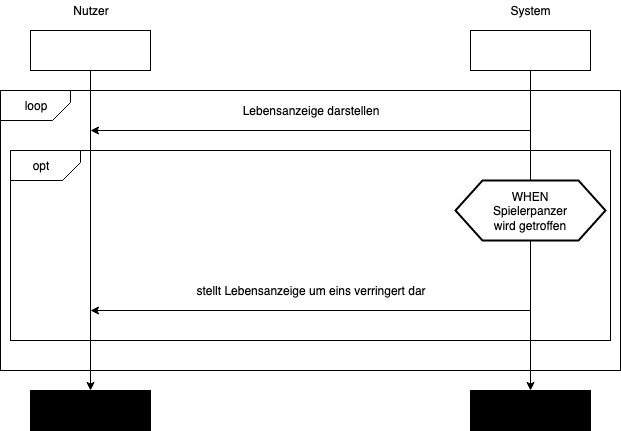 Nutzer
System
loop
Lebensanzeige darstellen
opt
WHEN
Spielerpanzer
wird getroffen
stellt Lebensanzeige um eins verringert dar